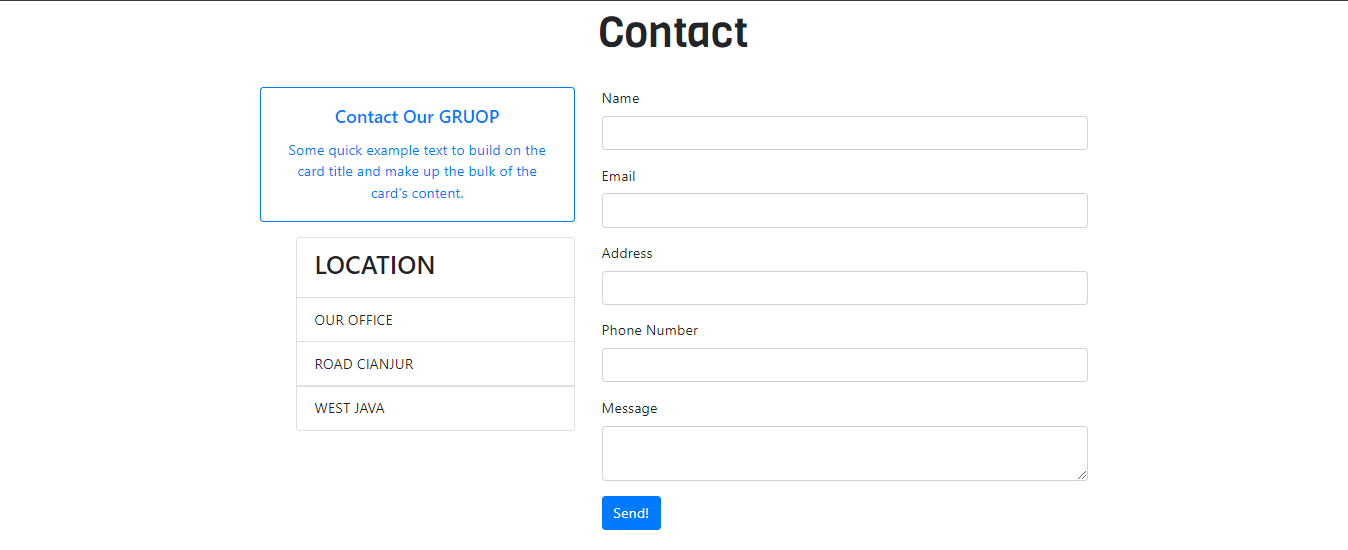 Contact
Contact Our GRUOP
Some quick example text to build on the
card title and make up the bulk of the
card's content.
LOCATION
OUR OFFICE
ROAD CIANJUR
WEST JAVA
Name
Email
Address
Phone Number
Message
Send!